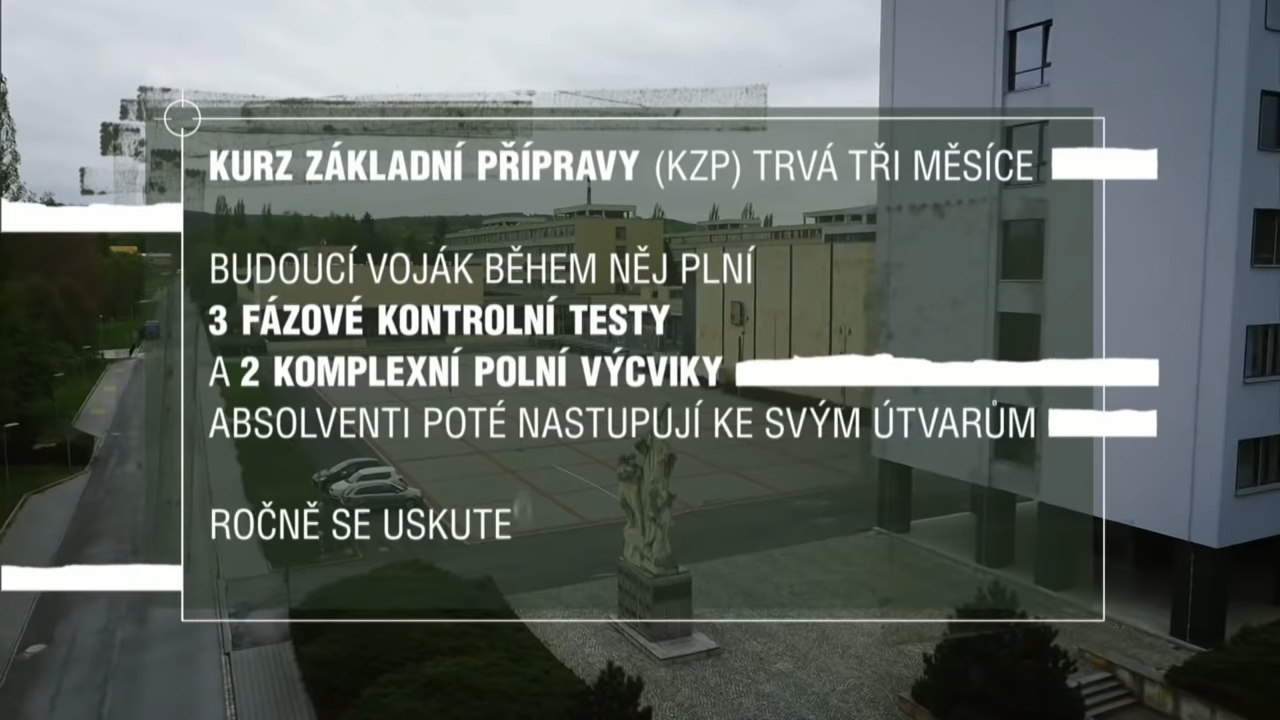 KURZ ZÁKLADNÍ PŘÍPRAVY (KZP) TRVÁ TŘI MĚSÍCE
BUDOUCÍ VOJÁK BĚHEM NĚJ PLNÍ
3 FÁZOVÉ KONTROLNÍ TESTY
A 2 KOMPLEXNÍ POLNÍ VÝCVIKY
ABSOLVENTI POTÉ NASTUPUJÍ KE SVÝM ÚTVARŮM
ROČNĚ SE USKUTE